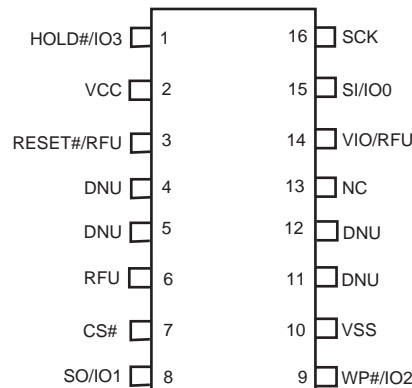 HOLD#/IO3 1 16 SCK
VCC 2 15 SI/IO0
RESET#/RFU 3 14 VIO/RFU
DNU 4 13 NC
DNU 5 12 DNU
RFU 6 11 DNU
CS# 7 10 VSS
SO/IO1 8 9 WP#/IO2